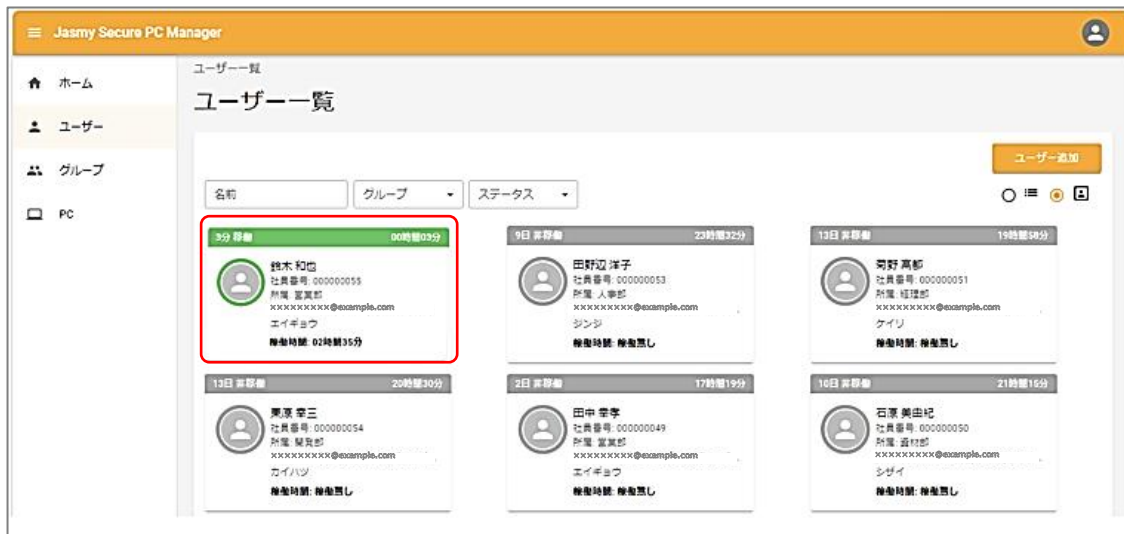 Jasmy Secure PC Manager
ホーム
ユーザー
グループ
PC
ユーザー一覧
ユーザー一覧
ユーザー追加
名前
グループ
ステータス
3分 稼働 00時間03分
鈴木 和也
社員番号: 000000055
所属: 営業部
xxxxxxxxx@example.com
エイギョウ
稼働時間: 02時間35分
9日 非稼働 23時間32分
田野辺 洋子
社員番号: 000000053
所属: 人事部
xxxxxxxxx@example.com
ジンジ
稼働時間: 稼働無し
13日 非稼働 19時間58分
菊野 高部
社員番号: 000000051
所属: 経理部
xxxxxxxxx@example.com
ケイリ
稼働時間: 稼働無し
13日 非稼働 20時間30分
幸三
社員番号: 000000054
所属: 開発部
xxxxxxxxx@example.com
カイハツ
稼働時間: 稼働無し
2日 非稼働 17時間19分
田中 幸孝
社員番号: 000000049
所属: 営業部
xxxxxxxxx@example.com
エイギョウ
稼働時間: 稼働無し
10日 非稼働 21時間16分
石原 美由紀
社員番号: 000000050
所属: 資材部
xxxxxxxxx@example.com
シザイ
稼働時間: 稼働無し